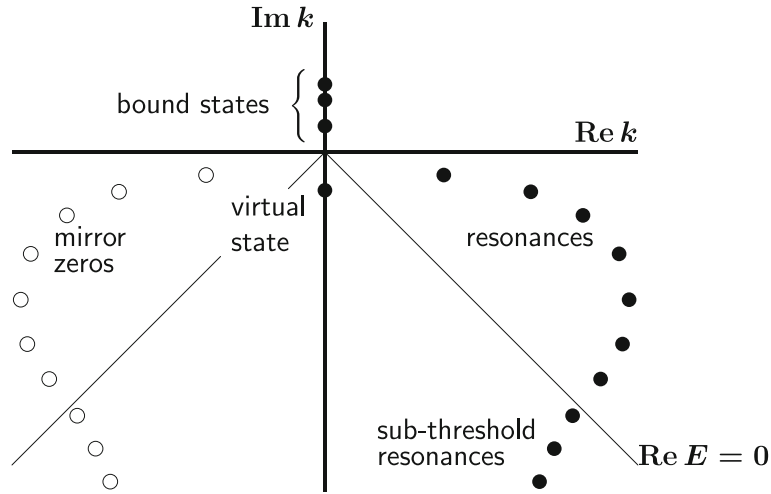 Im k
bound states
Re k
virtual
state
mirror
zeros
resonances
sub-threshold
resonances
Re E = 0